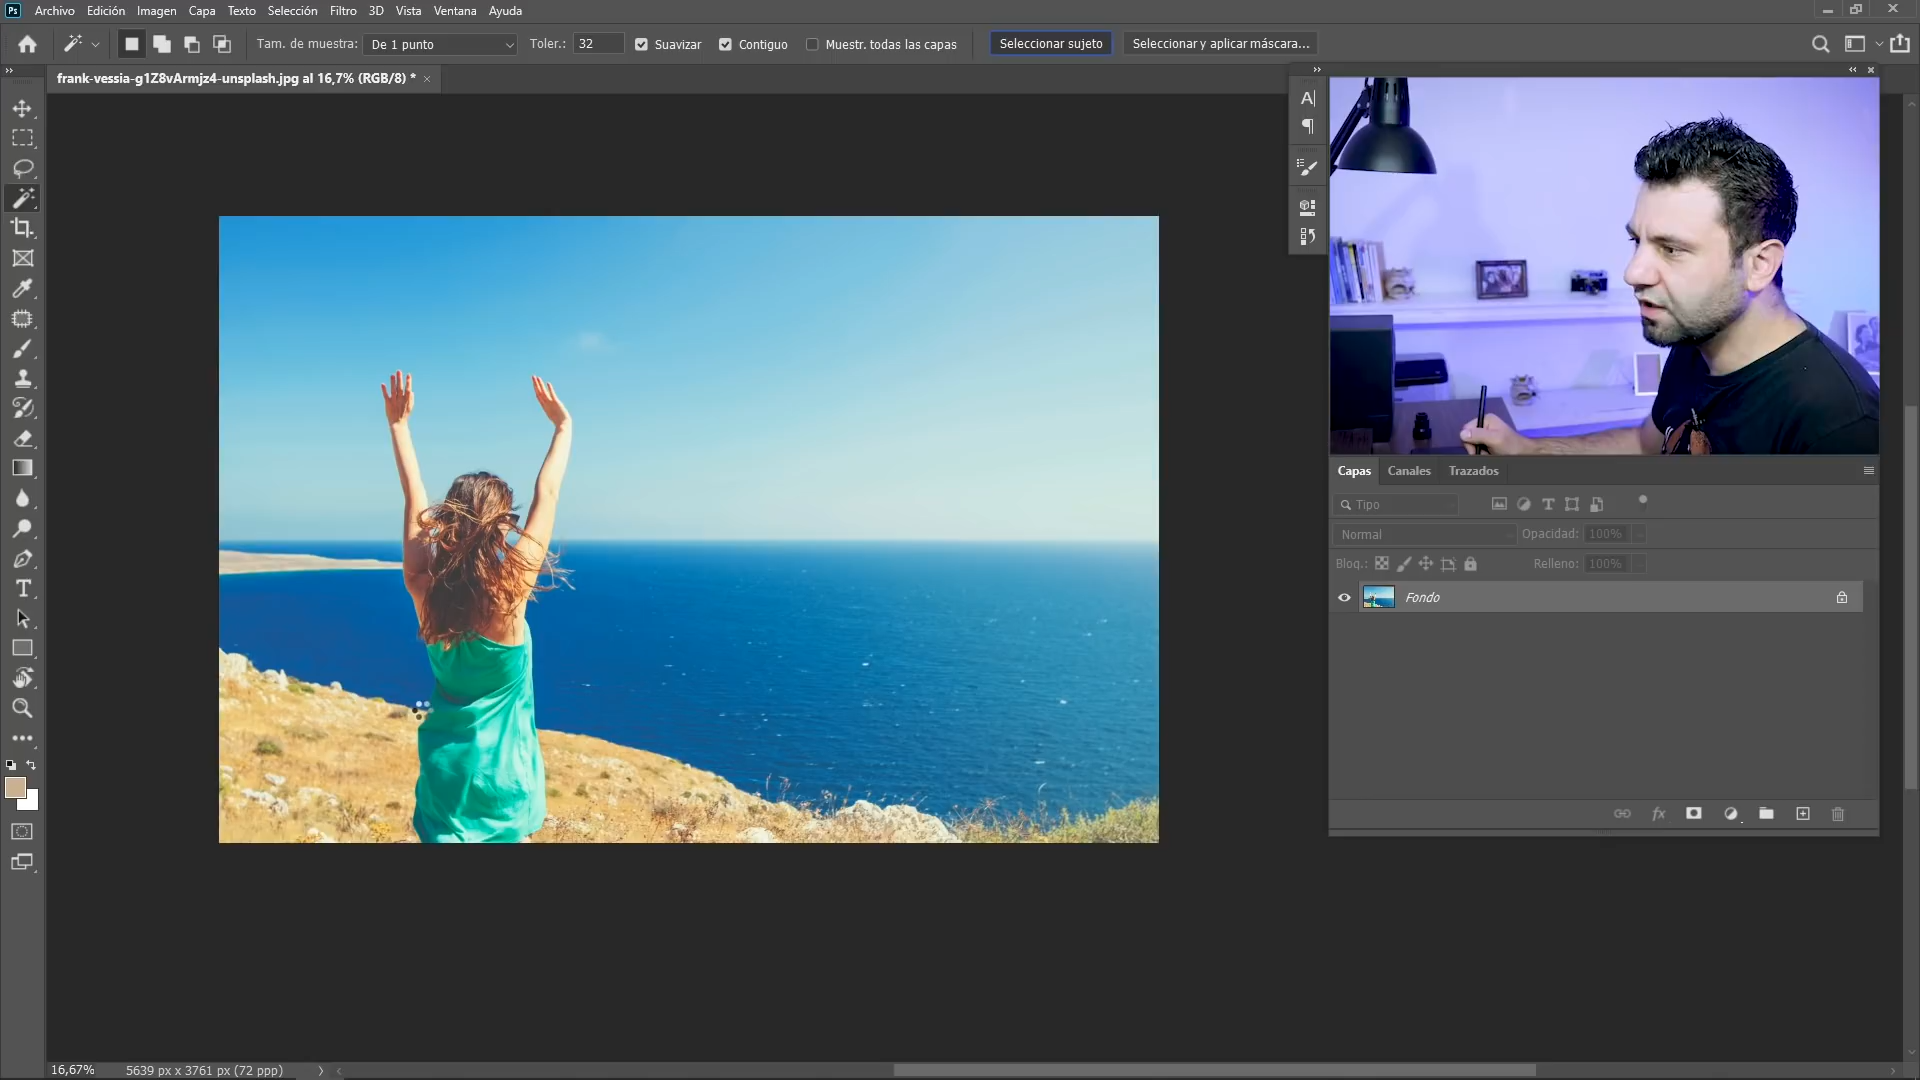 Ps Archivo Edición Imagen Capa Texto Selección Filtro 3D Vista Ventana Ayuda
Tam. de muestra: De 1 punto Toler.: 32 Suavizar Contiguo Muestr. todas las capas Seleccionar sujeto Seleccionar y aplicar máscara...
frank-vessia-g1Z8vArmjz4-unsplash.jpg al 16,7% (RGB/8) * ×
Capas Canales Trazados
Tipo
Normal Opacidad: 100%
Bloq.: Relleno: 100%
Fondo
fx
16,67% 5639 px x 3761 px (72 ppp)